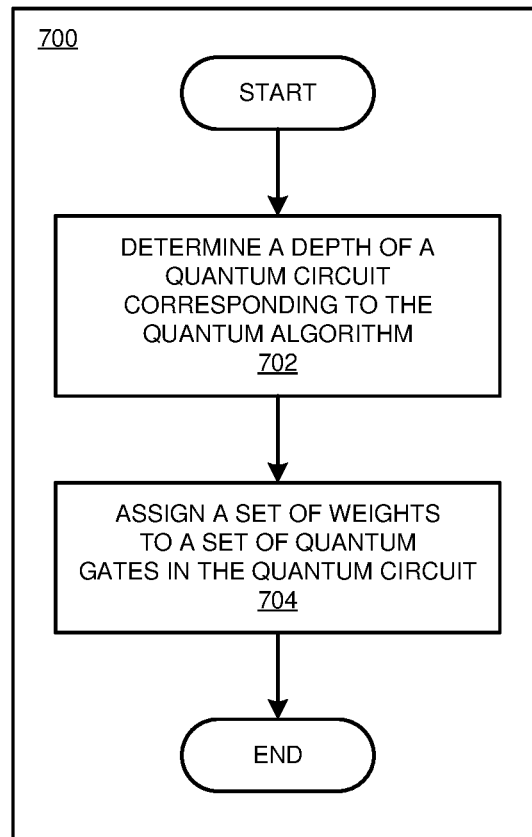 700
START
DETERMINE A DEPTH OF A
QUANTUM CIRCUIT
CORRESPONDING TO THE
QUANTUM ALGORITHM
702
ASSIGN A SET OF WEIGHTS
TO A SET OF QUANTUM
GATES IN THE QUANTUM CIRCUIT
704
END